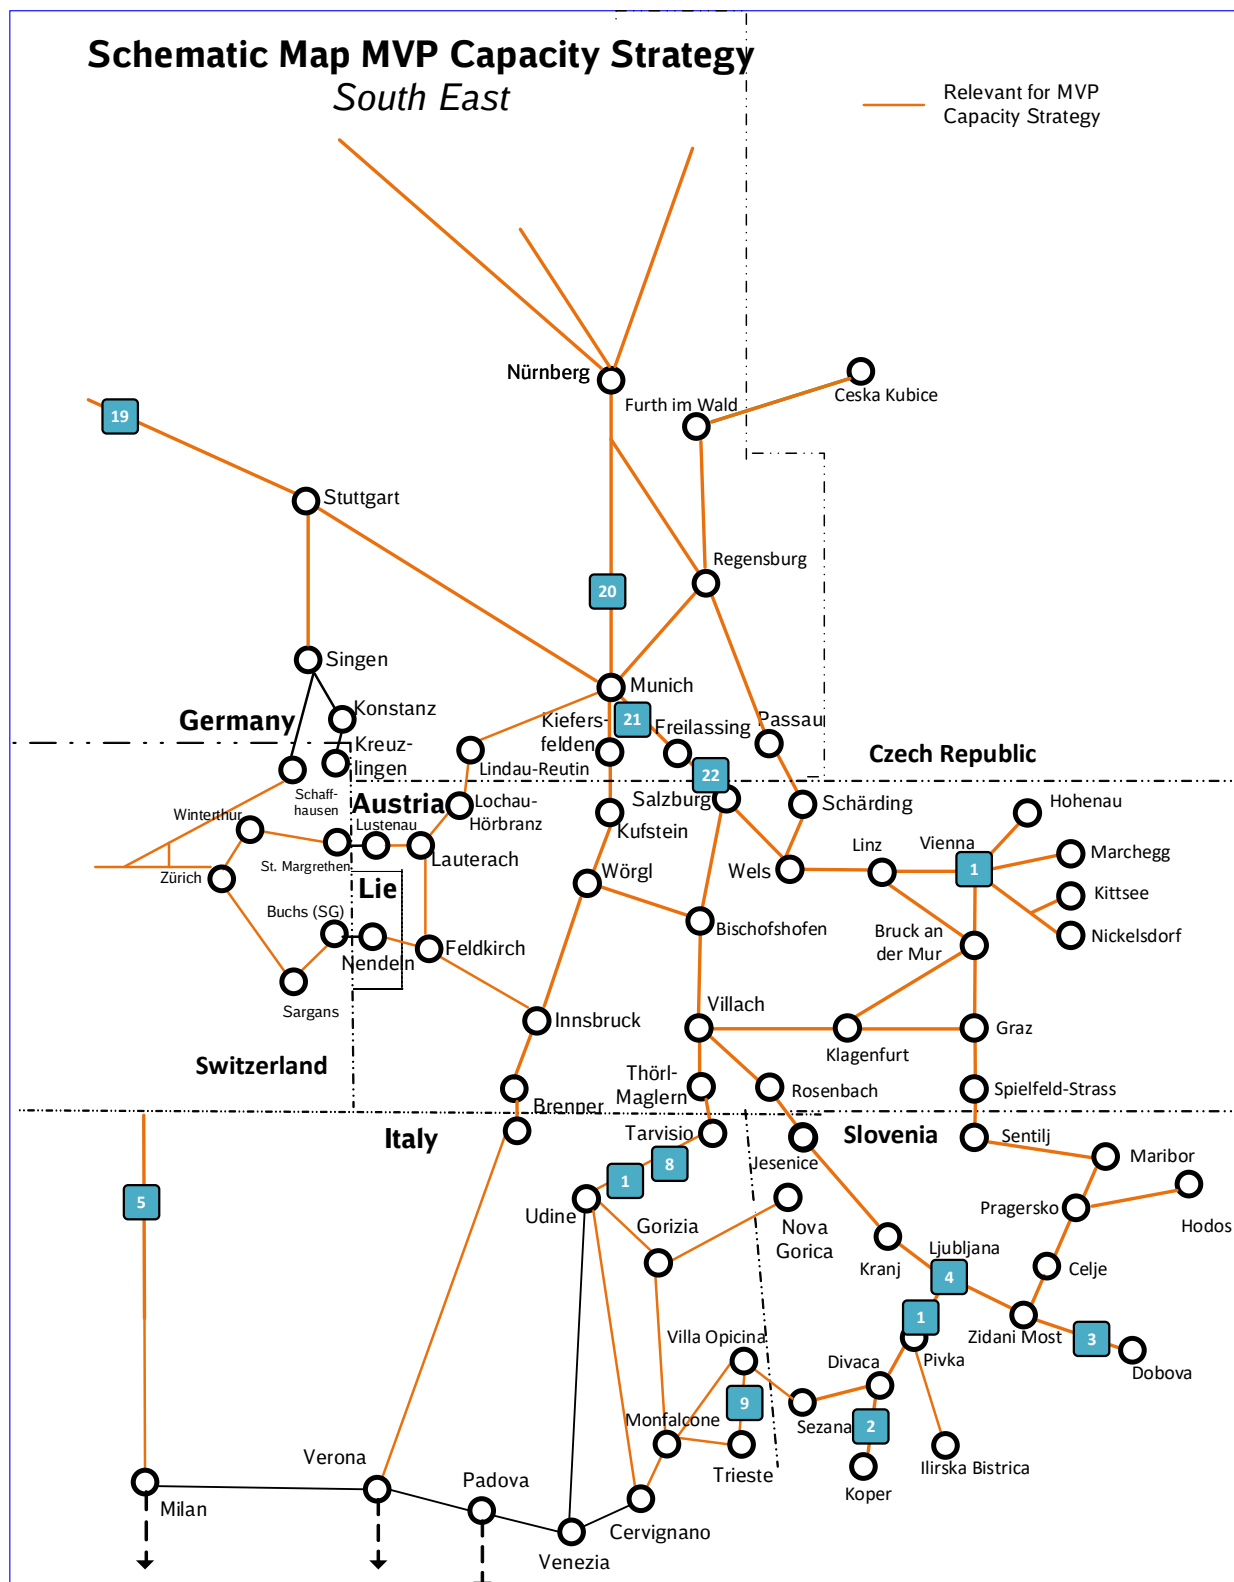 Schematic Map MVP Capacity Strategy
South East
Relevant for MVP
Capacity Strategy
Nürnberg
Furth im Wald
Ceska Kubice
19
Stuttgart
Regensburg
20
Singen
Munich
Konstanz
Germany
Kiefers-
felden
21
Freilassing
Passau
Kreuz-
lingen
Lindau-Reutin
Czech Republic
22
Schaff-
hausen
Austria
Lochau-
Hörbranz
Salzburg
Schärding
Hohenau
Winterthur
Lustenau
Kufstein
Linz
Vienna
Marchegg
St. Margrethen
Lauterach
Zürich
Wörgl
Wels
1
Lie
Kittsee
Buchs (SG)
Bischofshofen
Bruck an
der Mur
Nickelsdorf
Nendeln
Feldkirch
Sargans
Villach
Innsbruck
Klagenfurt
Graz
Switzerland
Thörl-
Maglern
Rosenbach
Spielfeld-Strass
Brenner
Italy
Tarvisio
Slovenia
Sentilj
Jesenice
Maribor
8
1
5
Udine
Gorizia
Nova
Gorica
Pragersko
Hodos
Kranj
Ljubljana
4
Celje
1
Zidani Most
3
Villa Opicina
Divaca
Pivka
Dobova
9
Monfalcone
Sezana
2
Verona
Trieste
Ilirska Bistrica
Padova
Koper
Milan
Cervignano
Venezia